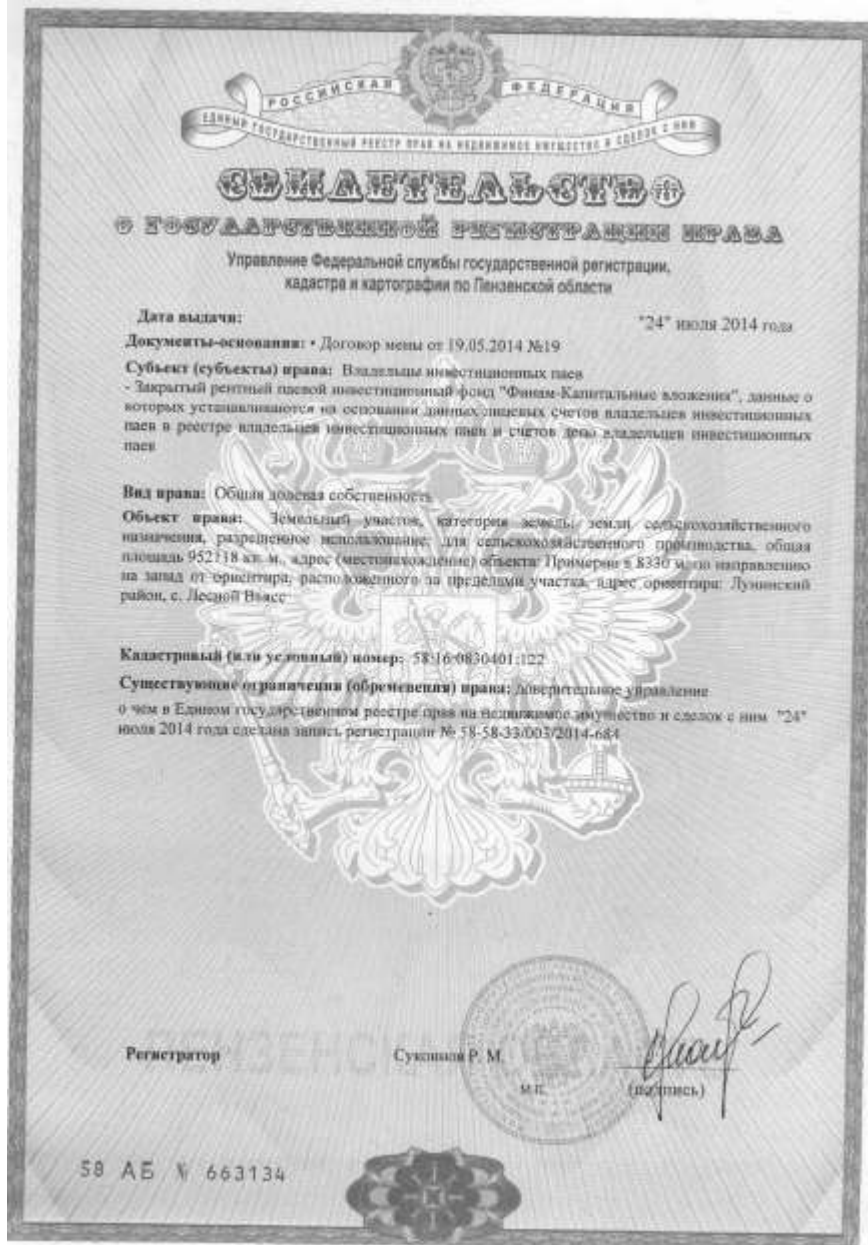 РОССИЙСКАЯ ФЕДЕРАЦИЯ
ЕДИНЫЙ ГОСУДАРСТВЕННЫЙ РЕЕСТР ПРАВ НА НЕДВИЖИМОЕ ИМУЩЕСТВО И СДЕЛОК С НИМ
СВИДЕТЕЛЬСТВО
О ГОСУДАРСТВЕННОЙ РЕГИСТРАЦИИ ПРАВА
Управление Федеральной службы государственной регистрации,
кадастра и картографии по Пензенской области
Дата выдачи: "24" июля 2014 года
Документы-основания: • Договор мены от 19.05.2014 №19
Субъект (субъекты) права: Владельцы инвестиционных паев
- Закрытый рентный паевой инвестиционный фонд "Финам-Капитальные вложения", данные о
которых устанавливаются на основании данных лицевых счетов владельцев инвестиционных
паев в реестре владельцев инвестиционных паев и счетов депо владельцев инвестиционных
паев
Вид права: Общая долевая собственность
Объект права: Земельный участок, категория земель: земли сельскохозяйственного
назначения, разрешенное использование: для сельскохозяйственного производства, общая
площадь 952118 кв. м., адрес (местонахождение) объекта: Примерно в 8330 м, по направлению
на запад от ориентира, расположенного за пределами участка, адрес ориентира: Лунинский
район, с. Лесной Вьясс
Кадастровый (или условный) номер: 58:16:0830401:122
Существующие ограничения (обременения) права: доверительное управление
о чем в Едином государственном реестре прав на недвижимое имущество и сделок с ним "24"
июля 2014 года сделана запись регистрации № 58-58-33/003/2014-684
ПЕНЗЕНСКАЯ
Регистратор Р. М.
М.П. (подпись)
58 АБ № 663134